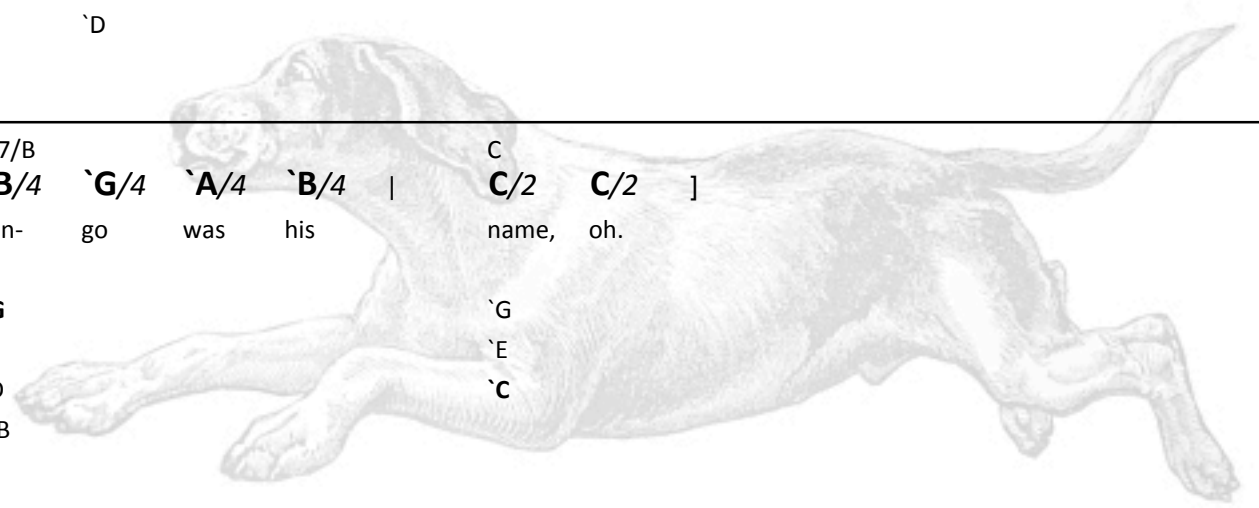 `D
7/B C
B/4 `G/4 `A/4 `B/4 | C/2 C/2 ]
n- go was his name, oh.
G `G
`E
D `C
B